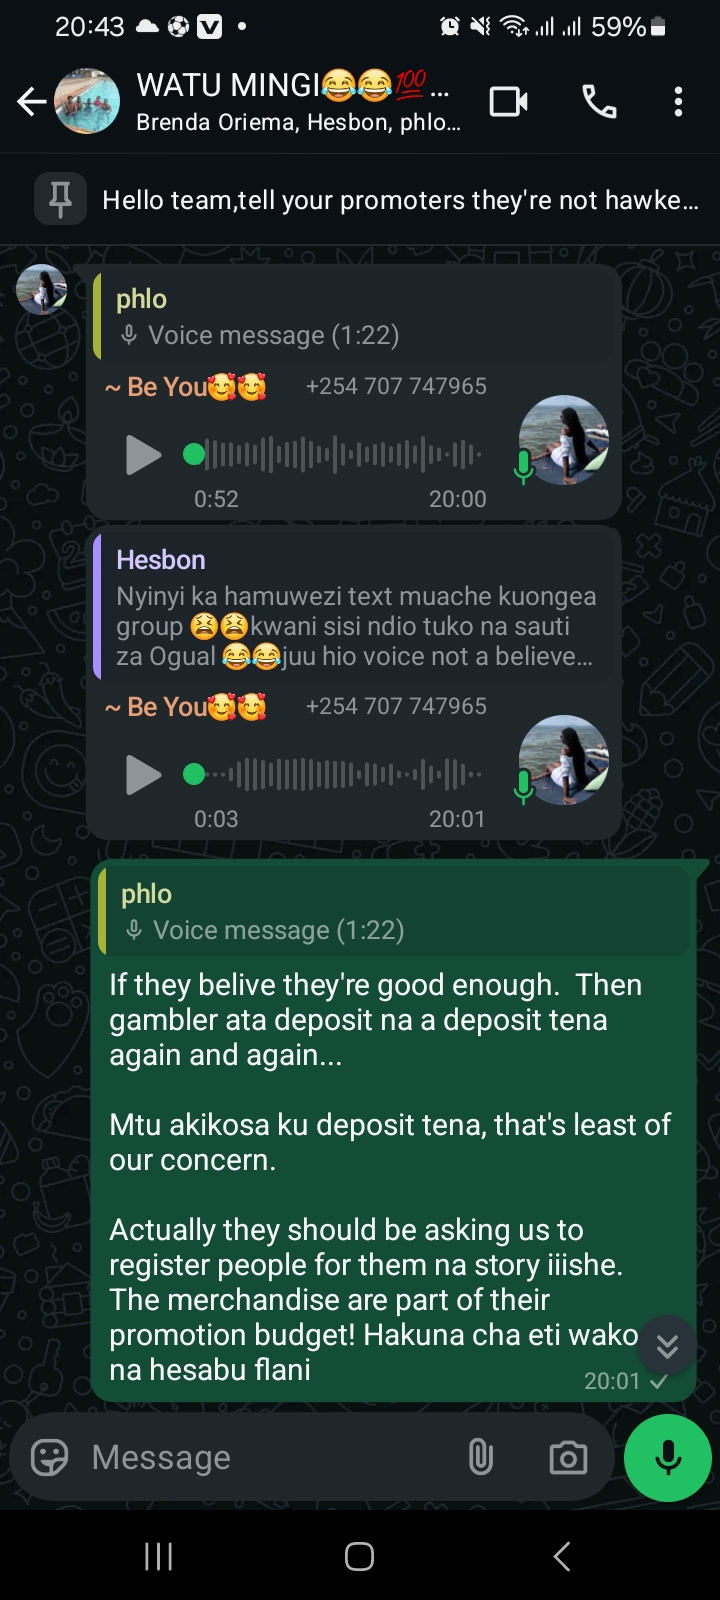 20:43
59%
WATU MINGI😂😂💯...
Brenda Oriema, Hesbon, phlo...
Hello team,tell your promoters they're not hawke...
phlo
Voice message (1:22)
~ Be You🥰🥰 +254 707 747965
0:52 20:00
Hesbon
Nyinyi ka hamuwezi text muache kuongea
group 😫😫kwani sisi ndio tuko na sauti
za Ogual 😂😂juu hio voice not a believe...
~ Be You🥰🥰 +254 707 747965
0:03 20:01
phlo
Voice message (1:22)
If they belive they're good enough. Then
gambler ata deposit na a deposit tena
again and again...
Mtu akikosa ku deposit tena, that's least of
our concern.
Actually they should be asking us to
register people for them na story iiishe.
The merchandise are part of their
promotion budget! Hakuna cha eti wako
na hesabu flani
20:01
Message